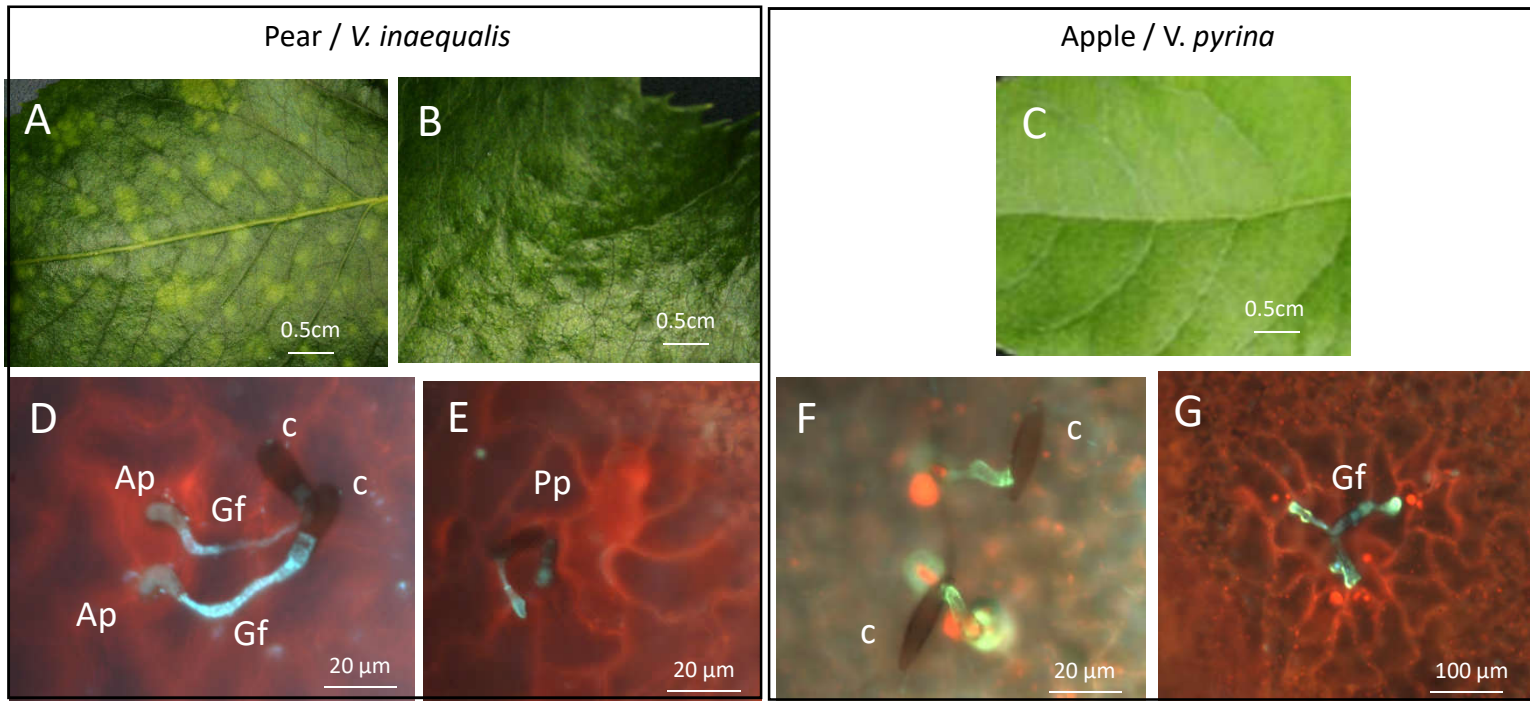 Pear / V. inaequalis
Apple / V. pyrina
A
0.5cm
B
0.5cm
C
0.5cm
D
c
c
Ap
Gf
Ap
Gf
20 µm
E
Pp
20 µm
F
c
c
20 µm
G
Gf
100 µm